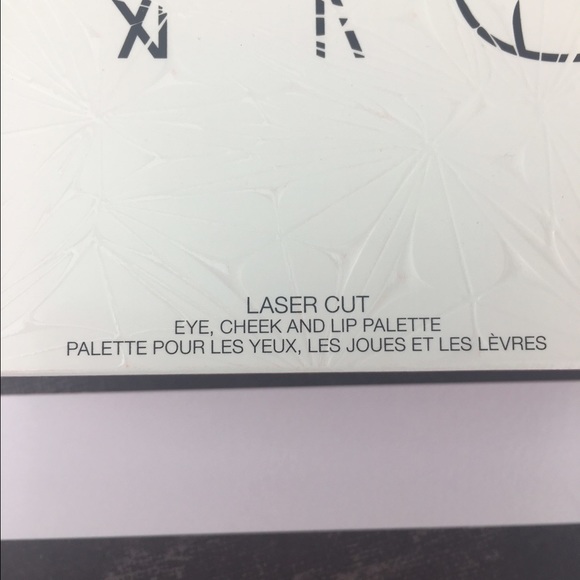 LASER CUT
EYE, CHEEK AND LIP PALETTE
PALETTE POUR LES YEUX, LES JOUES ET LES LÈVRES